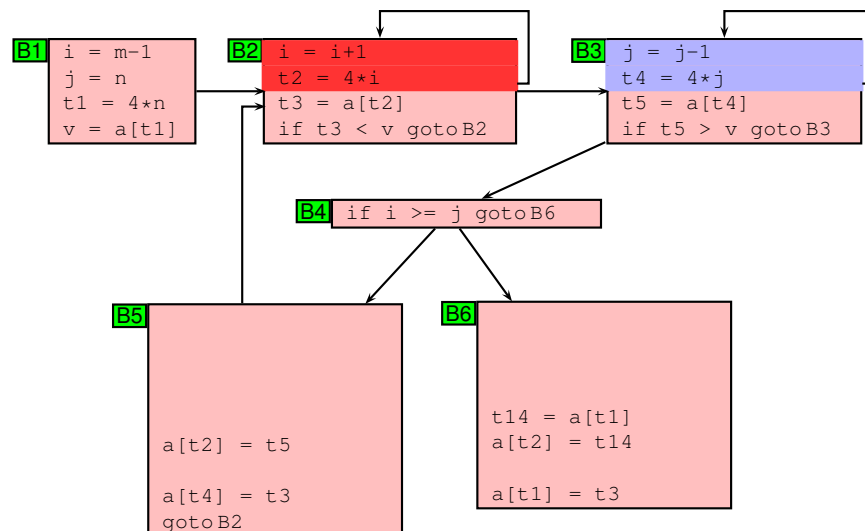 B1
i = m-1
j = n
t1 = 4*n
v = a[t1]
B2
i = i+1
t2 = 4*i
t3 = a[t2]
if t3 < v goto B2
B3
j = j-1
t4 = 4*j
t5 = a[t4]
if t5 > v goto B3
B4
if i >= j goto B6
B5
a[t2] = t5
a[t4] = t3
goto B2
B6
t14 = a[t1]
a[t2] = t14
a[t1] = t3